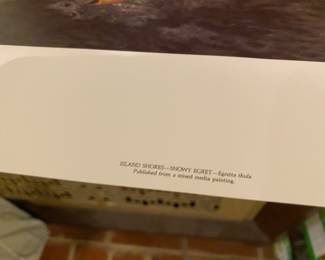 ISLAND SHORES—SNOWY EGRET—Egretta thula
Published from a mixed media painting.